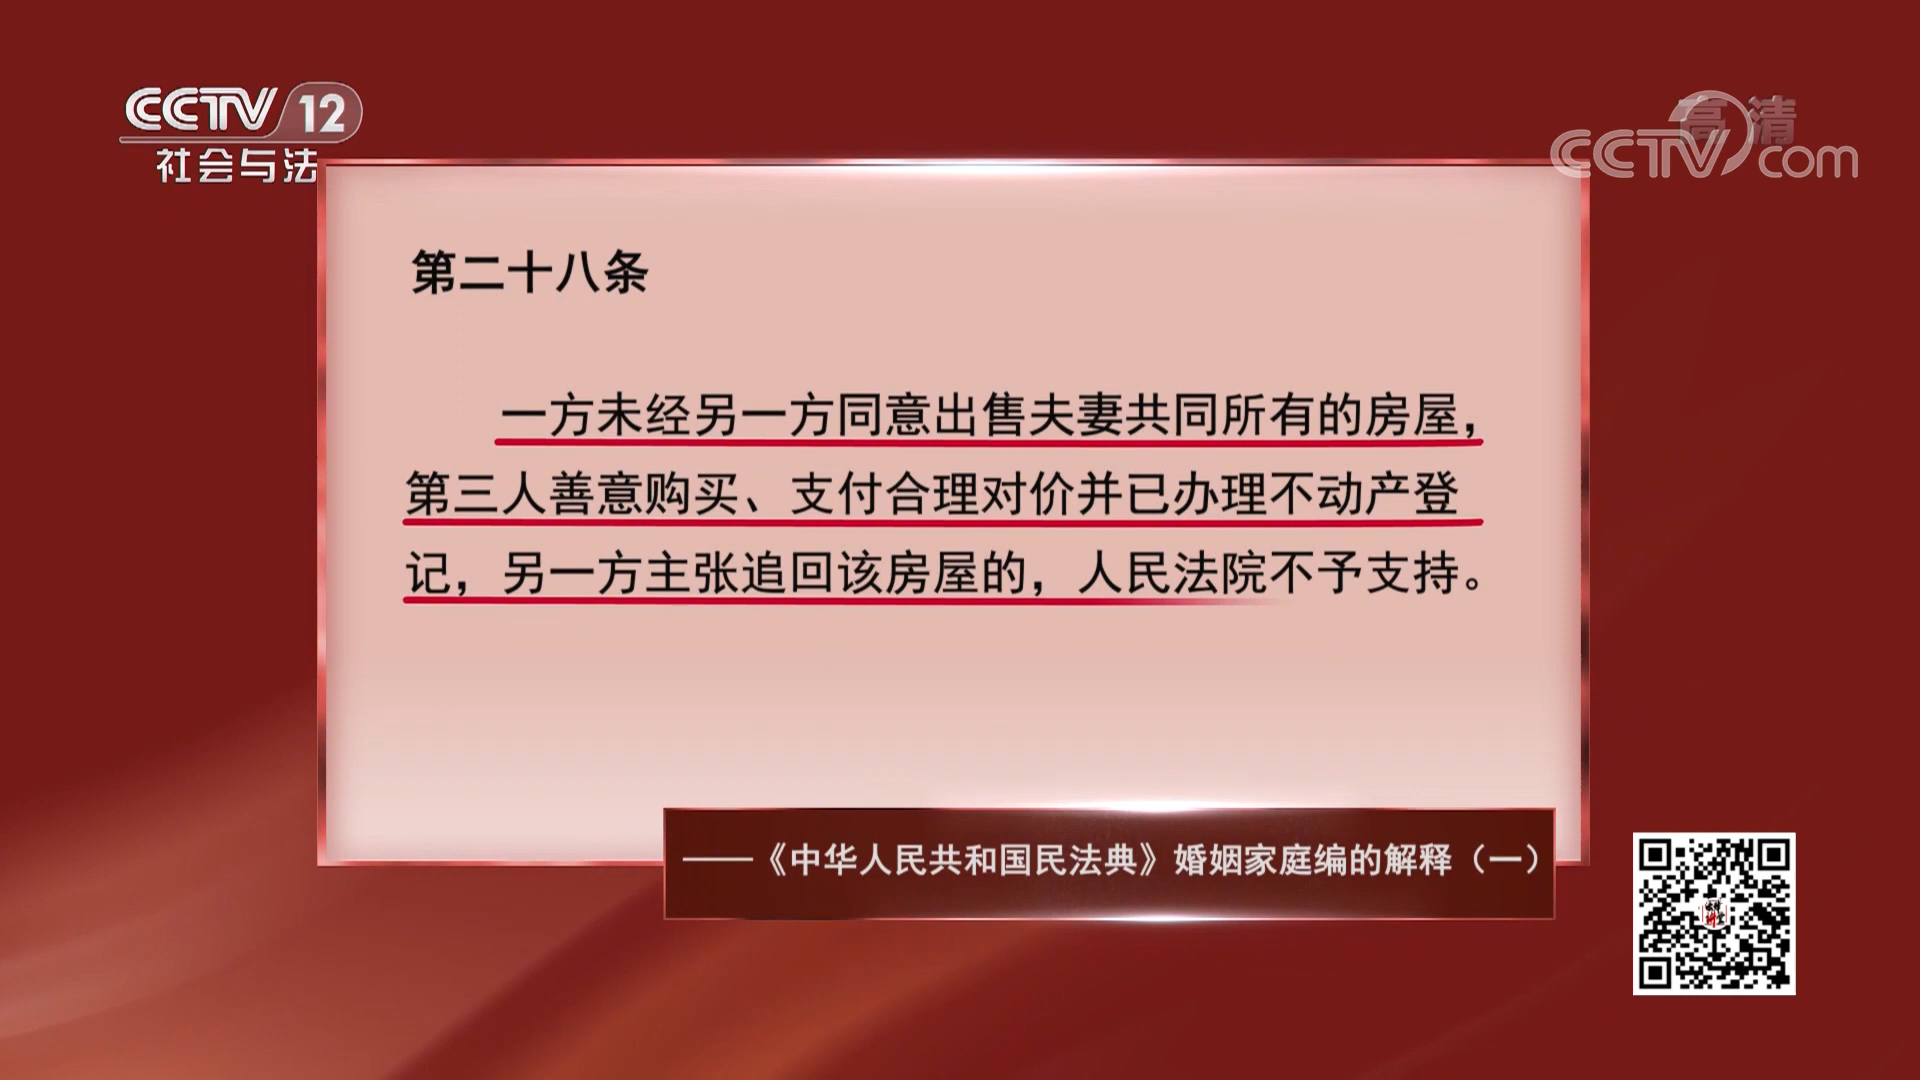 CCTV 12
社会与法
高清
CCTV.com
第二十八条
一方未经另一方同意出售夫妻共同所有的房屋，
第三人善意购买、支付合理对价并已办理不动产登
记，另一方主张追回该房屋的，人民法院不予支持。
——《中华人民共和国民法典》婚姻家庭编的解释（一）